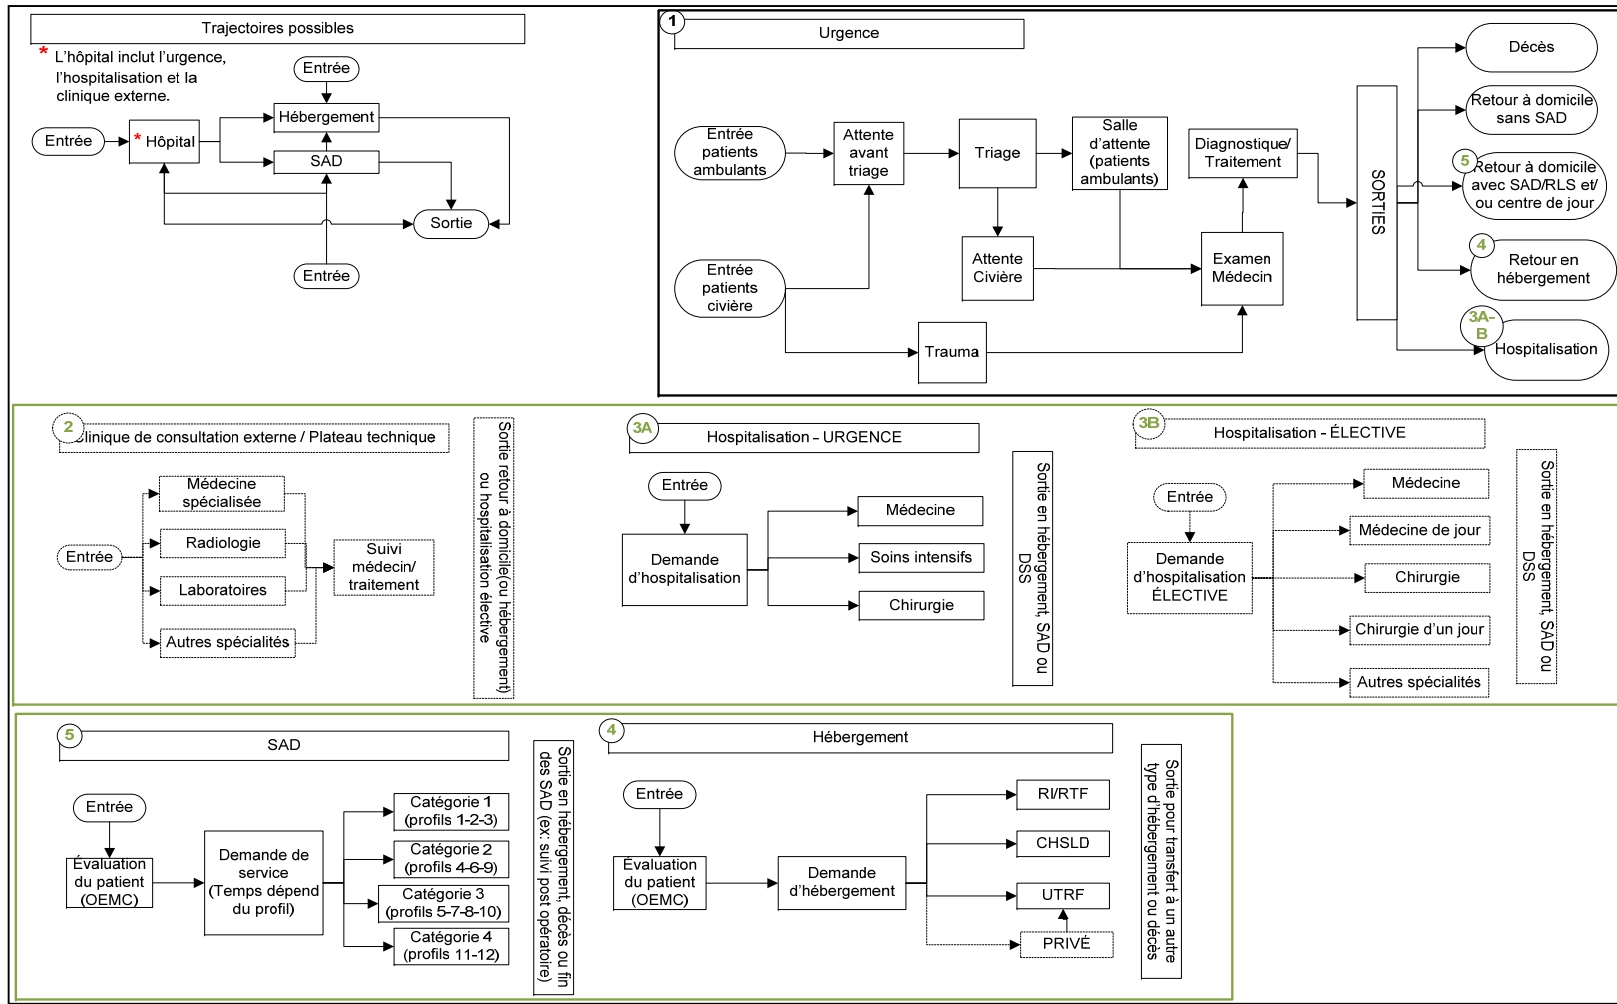 Trajectoires possibles
* L'hôpital inclut l'urgence,
l'hospitalisation et la
clinique externe.
Entrée
Hébergement
Entrée
* Hôpital
SAD
Sortie
Entrée
1
Urgence
Entrée
patients
ambulants
Attente
avant
triage
Triage
Salle
d'attente
(patients
ambulants)
Diagnostique/
Traitement
Entrée
patients
civière
Attente
Civière
Examen
Médecin
Trauma
SORTIES
Décès
Retour à domicile
sans SAD
5
Retour à domicile
avec SAD/RLS et/
ou centre de jour
4
Retour en
hébergement
3A-
B
Hospitalisation
2
Clinique de consultation externe / Plateau technique
Entrée
Médecine
spécialisée
Radiologie
Laboratoires
Autres spécialités
Suivi
médecin/
traitement
Sortie retour à domicile(ou hébergement)
ou hospitalisation élective
3A
Hospitalisation – URGENCE
Entrée
Demande
d'hospitalisation
Médecine
Soins intensifs
Chirurgie
Sortie en hébergement, SAD ou
DSS
3B
Hospitalisation - ÉLECTIVE
Entrée
Demande
d'hospitalisation
ÉLECTIVE
Médecine
Médecine de jour
Chirurgie
Chirurgie d'un jour
Autres spécialités
Sortie en hébergement, SAD ou
DSS
5
SAD
Entrée
Évaluation
du patient
(OEMC)
Demande de
service
(Temps dépend
du profil)
Catégorie 1
(profils 1-2-3)
Catégorie 2
(profils 4-6-9)
Catégorie 3
(profils 5-7-8-10)
Catégorie 4
(profils 11-12)
Sortie en hébergement, décès ou fin
des SAD (ex: suivi post opératoire)
4
Hébergement
Entrée
Évaluation
du patient
(OEMC)
Demande
d'hébergement
RI/RTF
CHSLD
UTRF
PRIVÉ
Sortie pour transfert à un autre
type d'hébergement ou décès